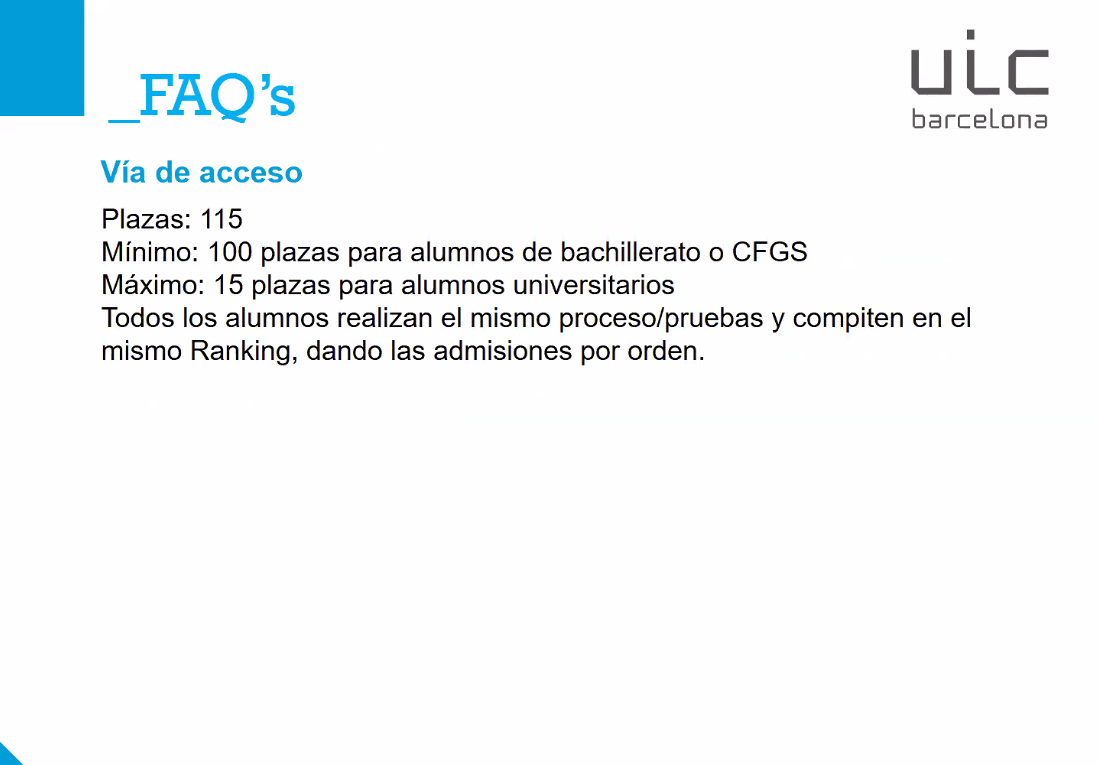 _FAQ's
uic
barcelona
Vía de acceso
Plazas: 115
Mínimo: 100 plazas para alumnos de bachillerato o CFGS
Máximo: 15 plazas para alumnos universitarios
Todos los alumnos realizan el mismo proceso/pruebas y compiten en el
mismo Ranking, dando las admisiones por orden.